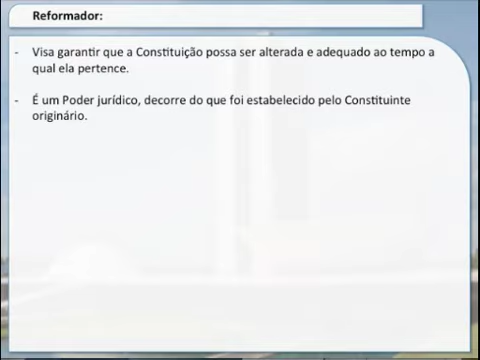 Reformador:
- Visa garantir que a Constituição possa ser alterada e adequado ao tempo a
qual ela pertence.
- É um Poder jurídico, decorre do que foi estabelecido pelo Constituinte
originário.